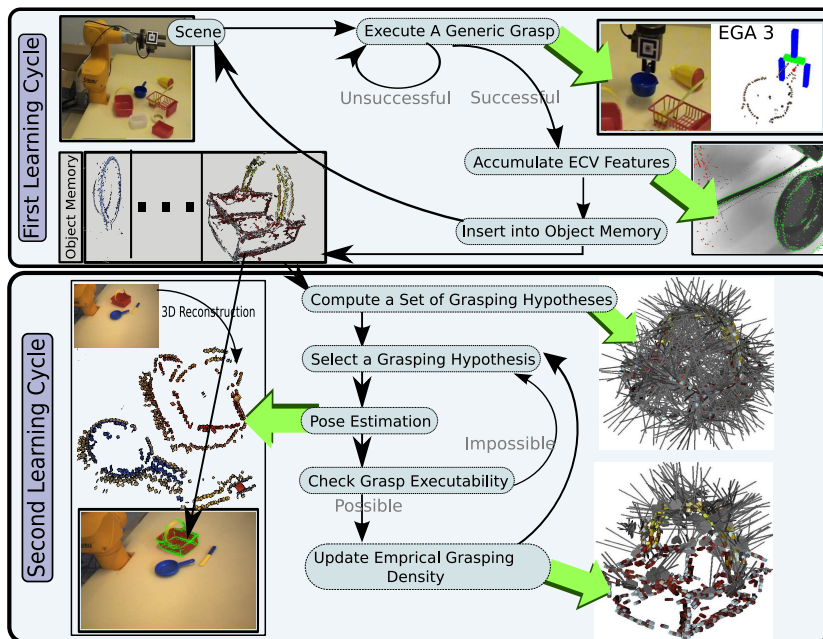 First Learning Cycle
Scene
Execute A Generic Grasp
EGA 3
Unsuccessful
Successful
Accumulate ECV Features
Object Memory
Insert into Object Memory
Second Learning Cycle
Compute a Set of Grasping Hypotheses
3D Reconstruction
Select a Grasping Hypothesis
Pose Estimation
Impossible
Check Grasp Executability
Possible
Update Emprical Grasping
Density